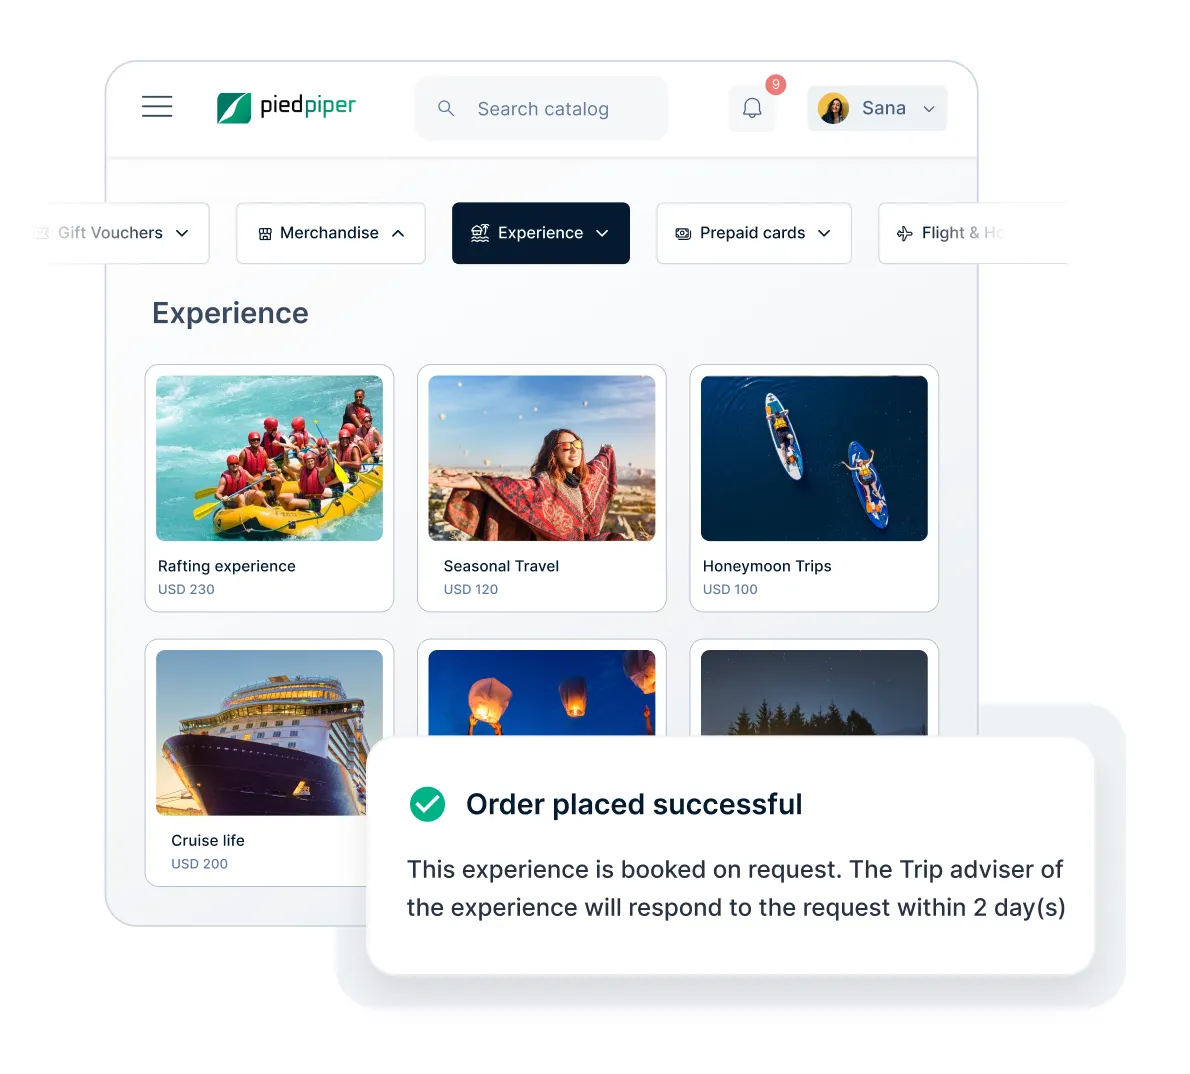 piedpiper
Search catalog
9
Sana
Gift Vouchers
Merchandise
Experience
Prepaid cards
Flight &
Experience
Rafting experience
USD 230
Seasonal Travel
USD 120
Honeymoon Trips
USD 100
Cruise life
USD 200
Order placed successful
This experience is booked on request. The Trip adviser of
the experience will respond to the request within 2 day(s)